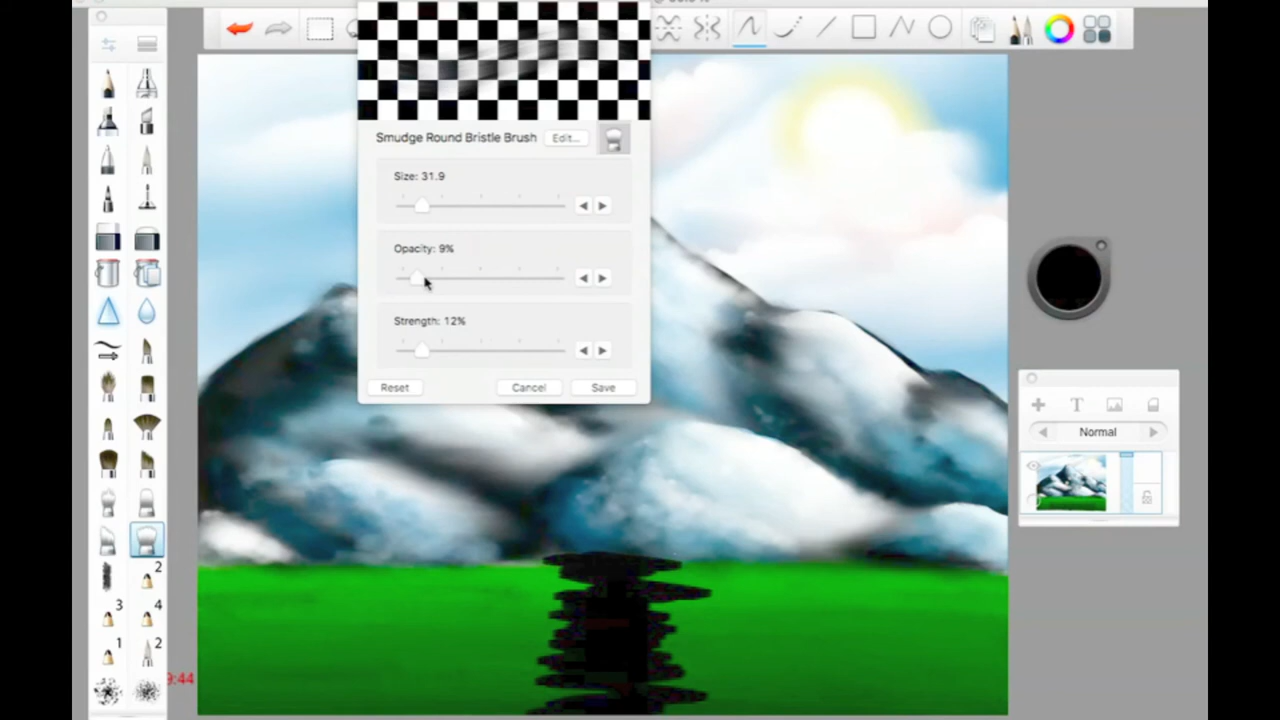 T
Smudge Round Bristle Brush Edit...
Size: 31.9
Opacity: 9%
Strength: 12%
Reset Cancel Save
Normal
2
3 4
1 2
9:44